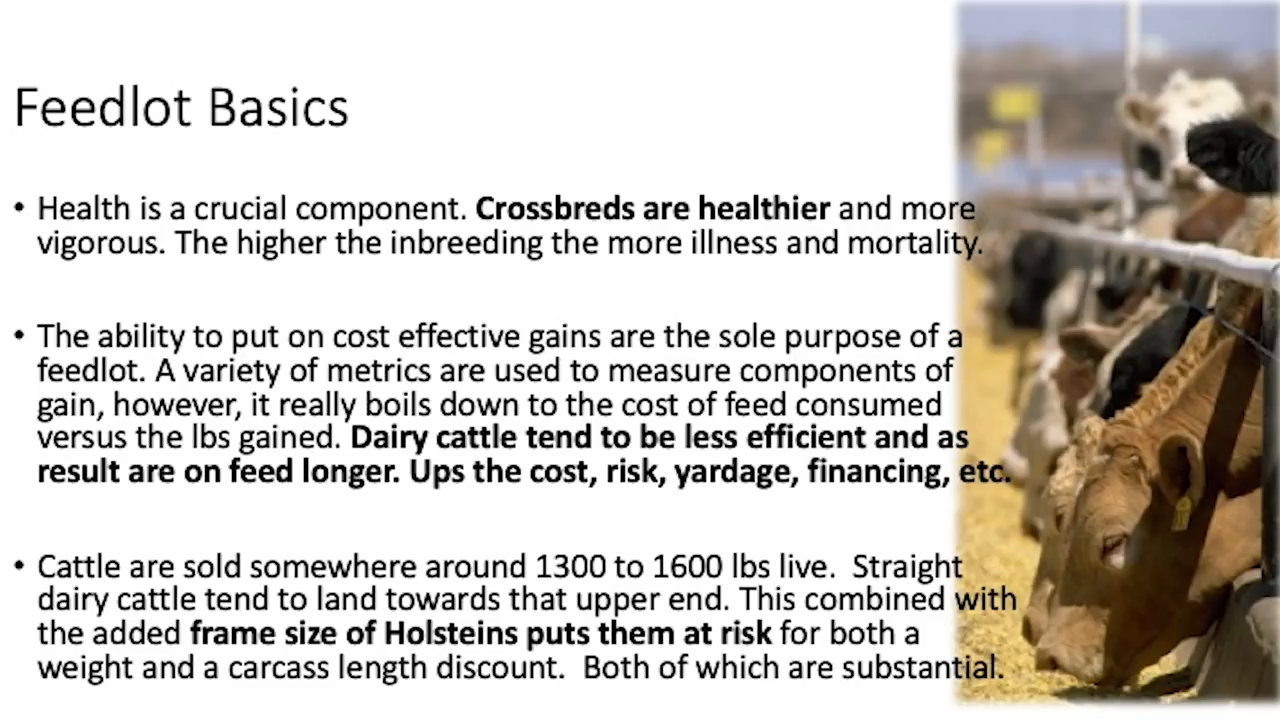 Feedlot Basics
• Health is a crucial component. Crossbreds are healthier and more
vigorous. The higher the inbreeding the more illness and mortality.
• The ability to put on cost effective gains are the sole purpose of a
feedlot. A variety of metrics are used to measure components of
gain, however, it really boils down to the cost of feed consumed
versus the lbs gained. Dairy cattle tend to be less efficient and as
result are on feed longer. Ups the cost, risk, yardage, financing, etc.
• Cattle are sold somewhere around 1300 to 1600 lbs live.  Straight
dairy cattle tend to land towards that upper end. This combined with
the added frame size of Holsteins puts them at risk for both a
weight and a carcass length discount.  Both of which are substantial.